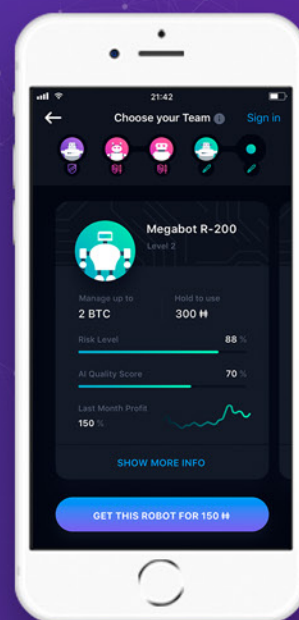 21:42
Choose your Team
Sign in
Megabot R-200
Level 2
Manage up to
Hold to use
2 BTC
300
Risk Level
88 %
AI Quality Score
70 %
Last Month Profit
150 %
SHOW MORE INFO
GET THIS ROBOT FOR 150